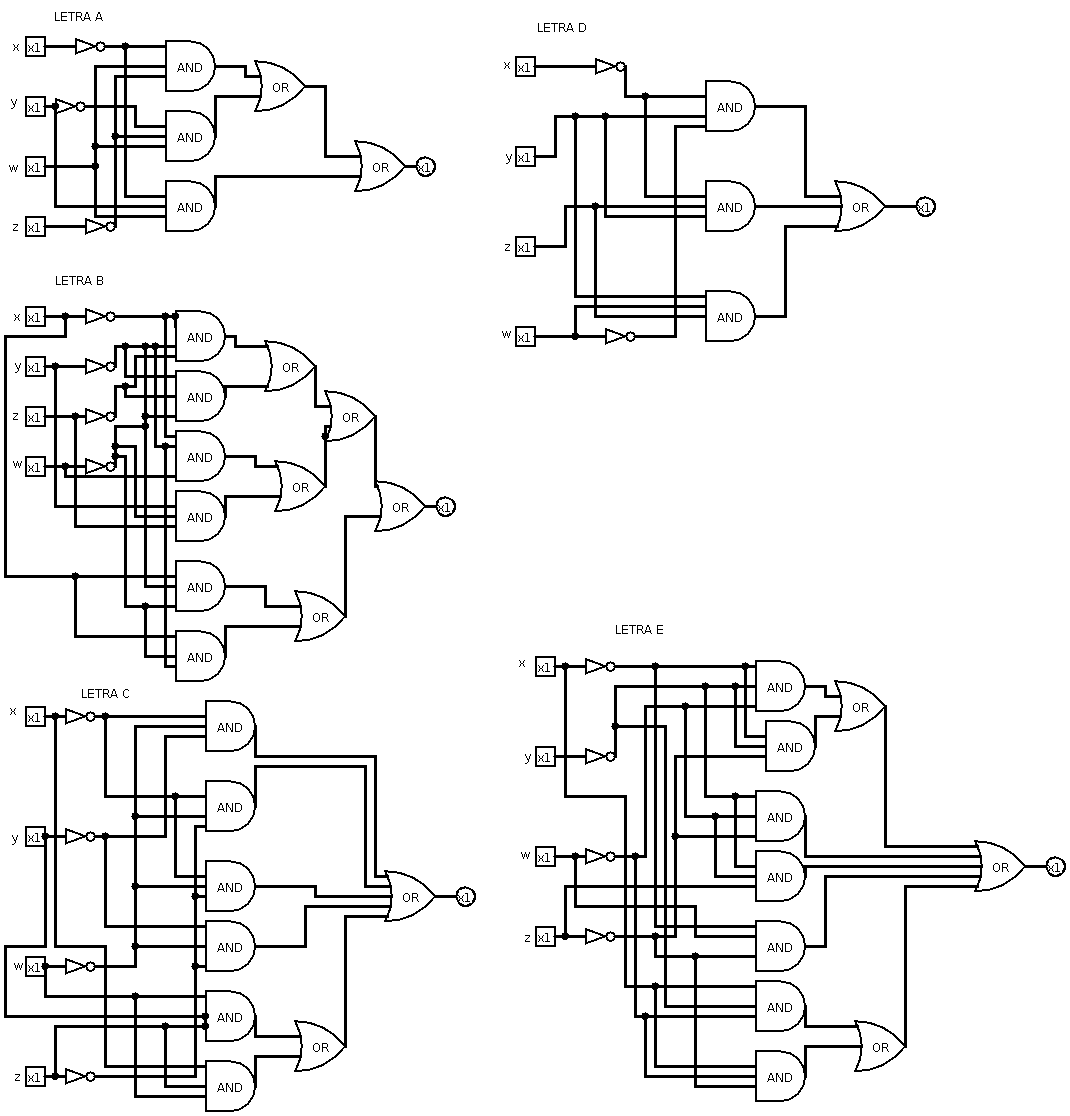 LETRA A
x x1
AND
OR
y x1
AND
w x1
OR
x1
AND
z x1
LETRA D
x x1
AND
y x1
AND
OR
x1
z x1
AND
w x1
LETRA B
x x1
AND
y x1
OR
AND
z x1
OR
w x1
AND
OR
AND
OR
x1
AND
OR
AND
LETRA C
x x1
AND
AND
y x1
AND
OR
x1
AND
w x1
AND
OR
z x1
AND
LETRA E
x x1
AND
OR
y x1
AND
AND
w x1
OR
x1
AND
z x1
AND
AND
OR
AND